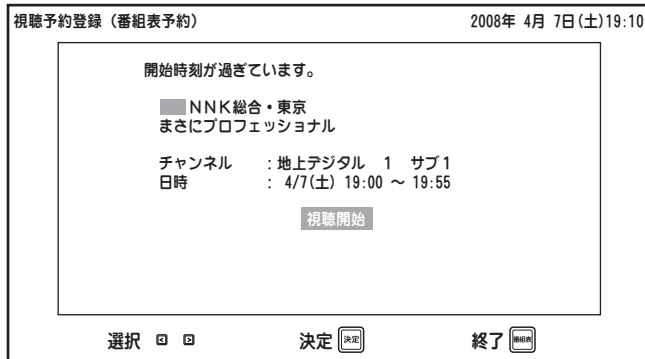 視聴予約登録（番組表予約） 2008年 4月 7日(土)19:10
開始時刻が過ぎています。
ＮＮＫ総合・東京
まさにプロフェッショナル
チャンネル ：地上デジタル 1 サブ1
日時 ： 4/7(土) 19:00 ～ 19:55
視聴開始
選択 決定 決定 終了 番組表